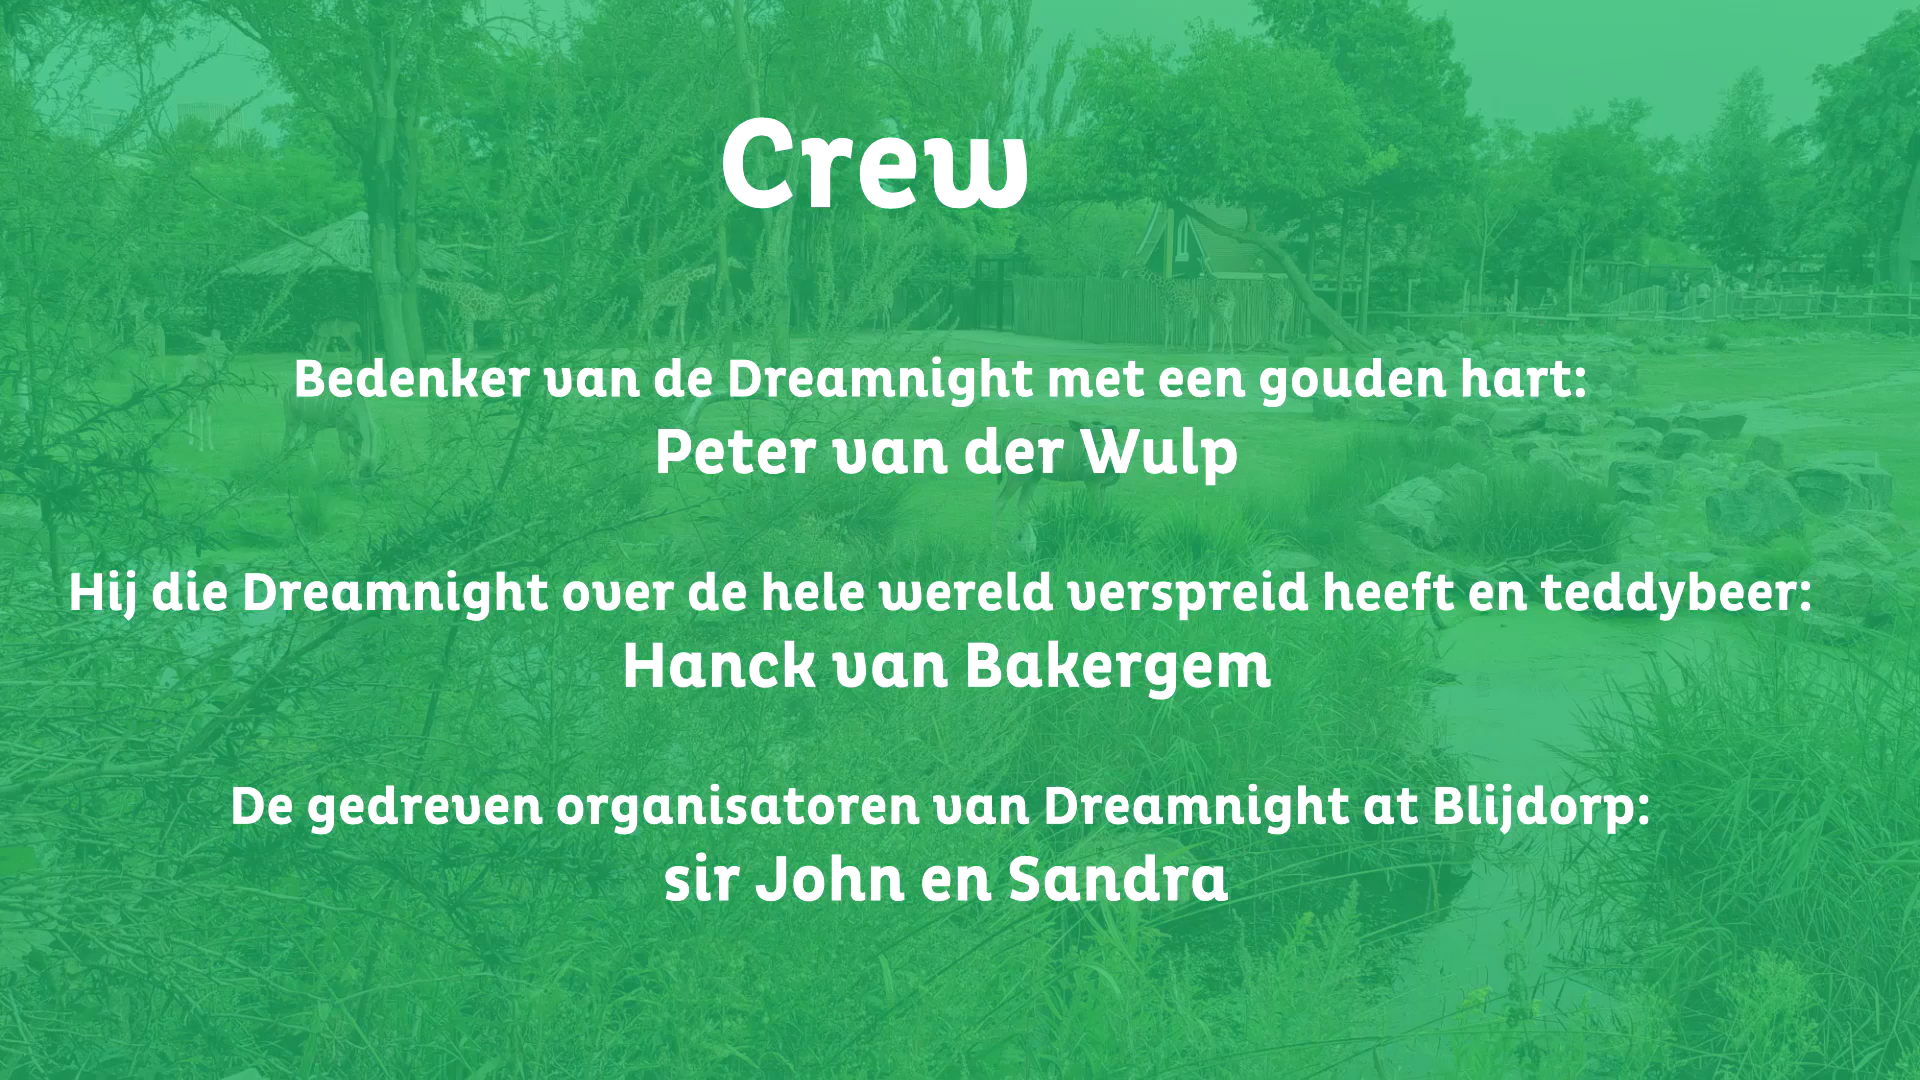 Crew
Bedenker van de Dreamnight met een gouden hart:
Peter van der Wulp
Hij die Dreamnight over de hele wereld verspreid heeft en teddybeer:
Hanck van Bakergem
De gedreven organisatoren van Dreamnight at Blijdorp:
sir John en Sandra